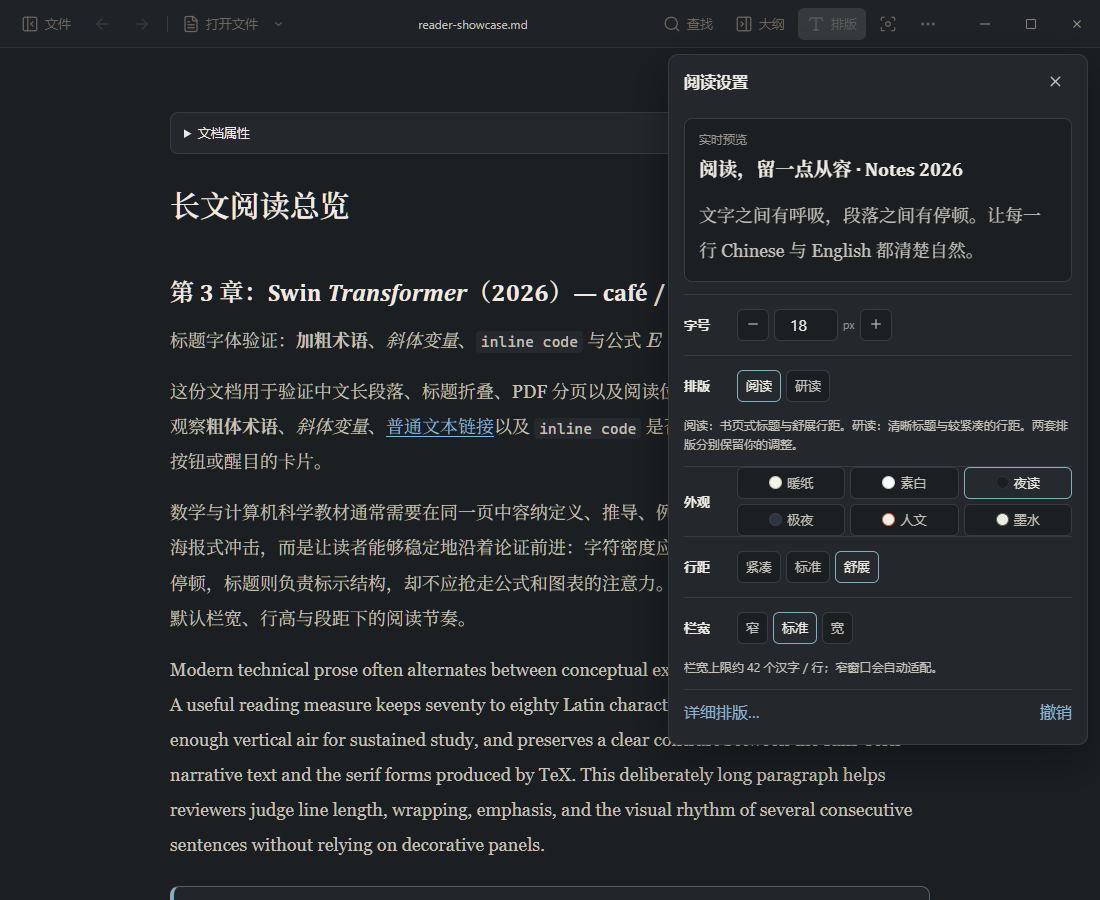 文件
打开文件
reader-showcase.md
查找
大纲
排版
文档属性
长文阅读总览
第 3 章：Swin Transformer（2026）— café /
标题字体验证：加粗术语、斜体变量、inline code 与公式 E
这份文档用于验证中文长段落、标题折叠、PDF 分页以及阅读
观察粗体术语、斜体变量、普通文本链接以及 inline code 是
按钮或醒目的卡片。
数学与计算机科学教材通常需要在同一页中容纳定义、推导、
海报式冲击，而是让读者能够稳定地沿着论证前进：字符密度
停顿，标题则负责标示结构，却不应抢走公式和图表的注意力。
默认栏宽、行高与段距下的阅读节奏。
Modern technical prose often alternates between conceptual
A useful reading measure keeps seventy to eighty Latin
enough vertical air for sustained study, and preserves a clear
narrative text and the serif forms produced by TeX. This deliberately long paragraph helps
reviewers judge line length, wrapping, emphasis, and the visual rhythm of several consecutive
sentences without relying on decorative panels.
阅读设置
实时预览
阅读，留一点从容 · Notes 2026
文字之间有呼吸，段落之间有停顿。让每一
行 Chinese 与 English 都清楚自然。
字号 − 18 px +
排版 阅读 研读
阅读：书页式标题与舒展行距。研读：清晰标题与较紧凑的行距。两套排
版分别保留你的调整。
外观
暖纸 素白 夜读
极夜 人文 墨水
行距 紧凑 标准 舒展
栏宽 窄 标准 宽
栏宽上限约 42 个汉字 / 行；窄窗口会自动适配。
详细排版... 撤销